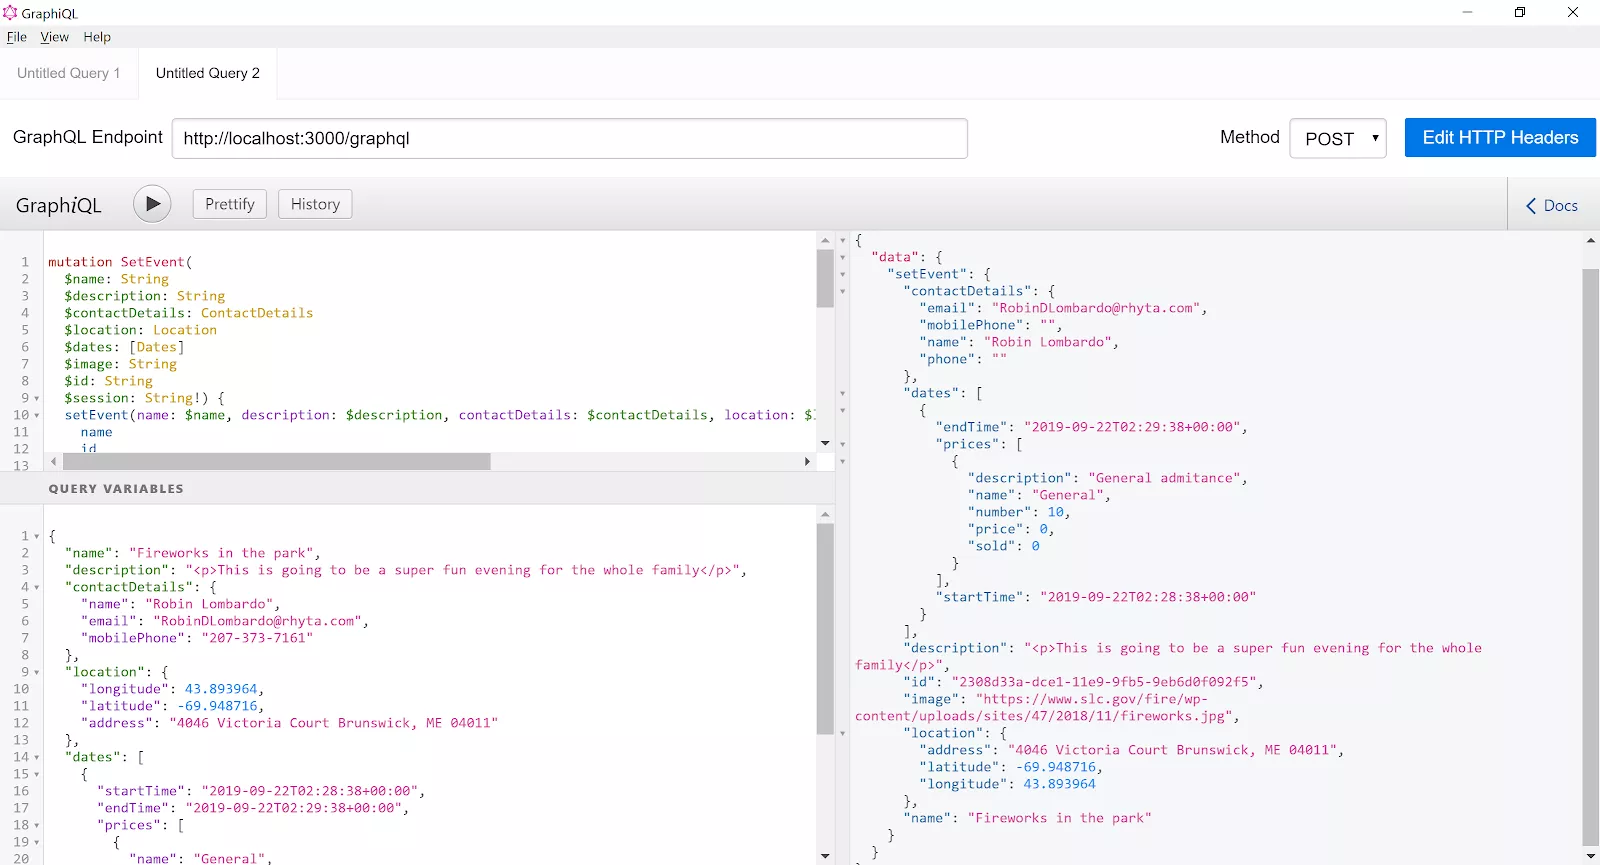 GraphiQL
File View Help
Untitled Query 1
Untitled Query 2
GraphQL Endpoint
http://localhost:3000/graphql
Method
POST
Edit HTTP Headers
GraphiQL
Prettify
History
Docs
1 mutation SetEvent(
2 $name: String
3 $description: String
4 $contactDetails: ContactDetails
5 $location: Location
6 $dates: [Dates]
7 $image: String
8 $id: String
9 $session: String!) {
10 setEvent(name: $name, description: $description, contactDetails: $contactDetails, location: $
11 name
12 id
13
QUERY VARIABLES
1 {
2 "name": "Fireworks in the park",
3 "description": "<p>This is going to be a super fun evening for the whole family</p>",
4 "contactDetails": {
5 "name": "Robin Lombardo",
6 "email": "RobinDLombardo@rhyta.com",
7 "mobilePhone": "207-373-7161"
8 },
9 "location": {
10 "longitude": 43.893964,
11 "latitude": -69.948716,
12 "address": "4046 Victoria Court Brunswick, ME 04011"
13 },
14 "dates": [
15 {
16 "startTime": "2019-09-22T02:28:38+00:00",
17 "endTime": "2019-09-22T02:29:38+00:00",
18 "prices": [
19 {
20 "name": "General",
{
"data": {
"setEvent": {
"contactDetails": {
"email": "RobinDLombardo@rhyta.com",
"mobilePhone": "",
"name": "Robin Lombardo",
"phone": ""
},
"dates": [
{
"endTime": "2019-09-22T02:29:38+00:00",
"prices": [
{
"description": "General admitance",
"name": "General",
"number": 10,
"price": 0,
"sold": 0
}
],
"startTime": "2019-09-22T02:28:38+00:00"
}
],
"description": "<p>This is going to be a super fun evening for the whole
family</p>",
"id": "2308d33a-dce1-11e9-9fb5-9eb6d0f092f5",
"image": "https://www.slc.gov/fire/wp-
content/uploads/sites/47/2018/11/fireworks.jpg",
"location": {
"address": "4046 Victoria Court Brunswick, ME 04011",
"latitude": -69.948716,
"longitude": 43.893964
},
"name": "Fireworks in the park"
}
}